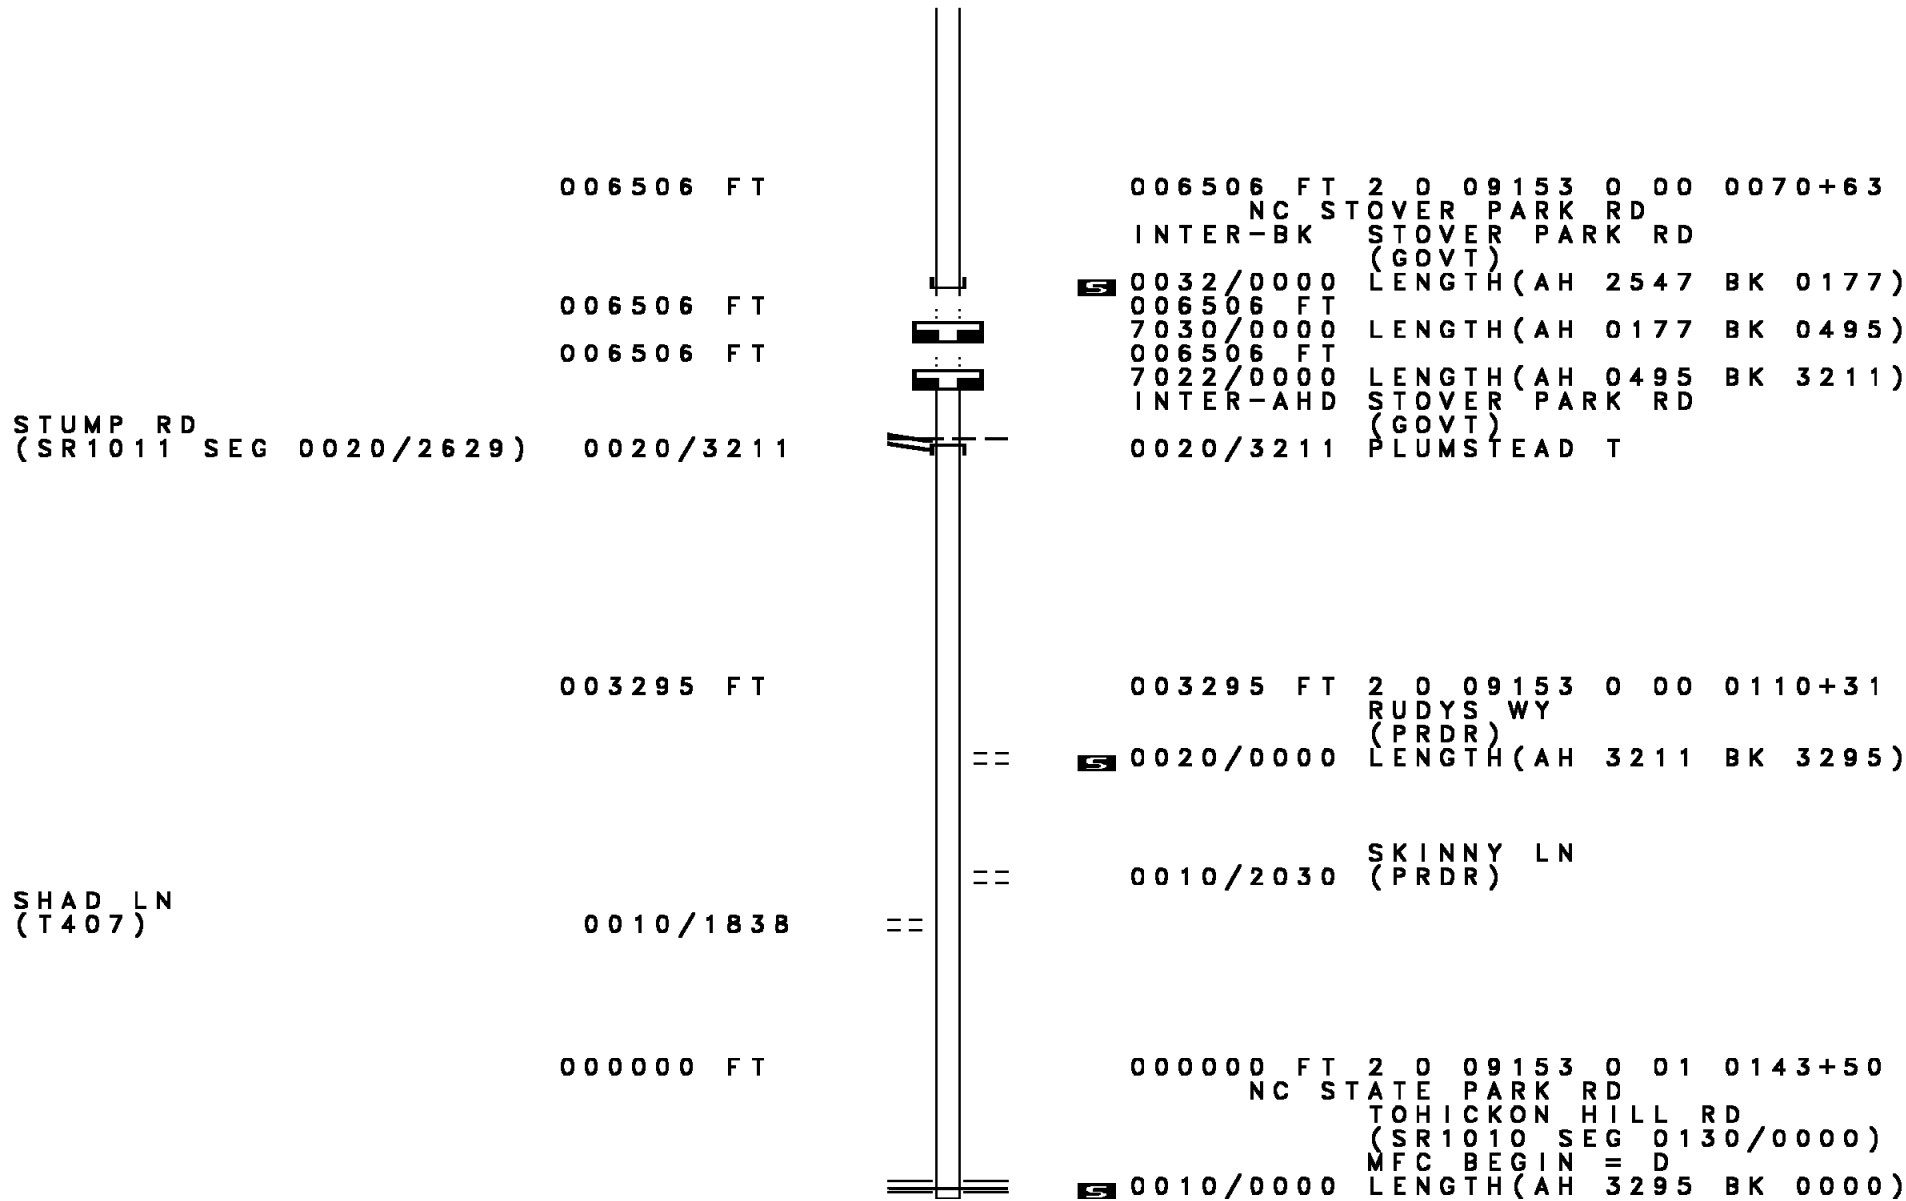 006506 FT 006506 FT 2 0 09153 0 00 0070+63
NC STOVER PARK RD
INTER-BK STOVER PARK RD
(GOVT)
S 0032/0000 LENGTH(AH 2547 BK 0177)
006506 FT 006506 FT
7030/0000 LENGTH(AH 0177 BK 0495)
006506 FT 006506 FT
7022/0000 LENGTH(AH 0495 BK 3211)
INTER-AHD STOVER PARK RD
STUMP RD (GOVT)
(SR1011 SEG 0020/2629) 0020/3211 0020/3211 PLUMSTEAD T
003295 FT 003295 FT 2 0 09153 0 00 0110+31
RUDYS WY
(PRDR)
S 0020/0000 LENGTH(AH 3211 BK 3295)
SKINNY LN
0010/2030 (PRDR)
SHAD LN
(T407) 0010/1838
000000 FT 000000 FT 2 0 09153 0 01 0143+50
NC STATE PARK RD
TOHICKON HILL RD
(SR1010 SEG 0130/0000)
MFC BEGIN = D
S 0010/0000 LENGTH(AH 3295 BK 0000)